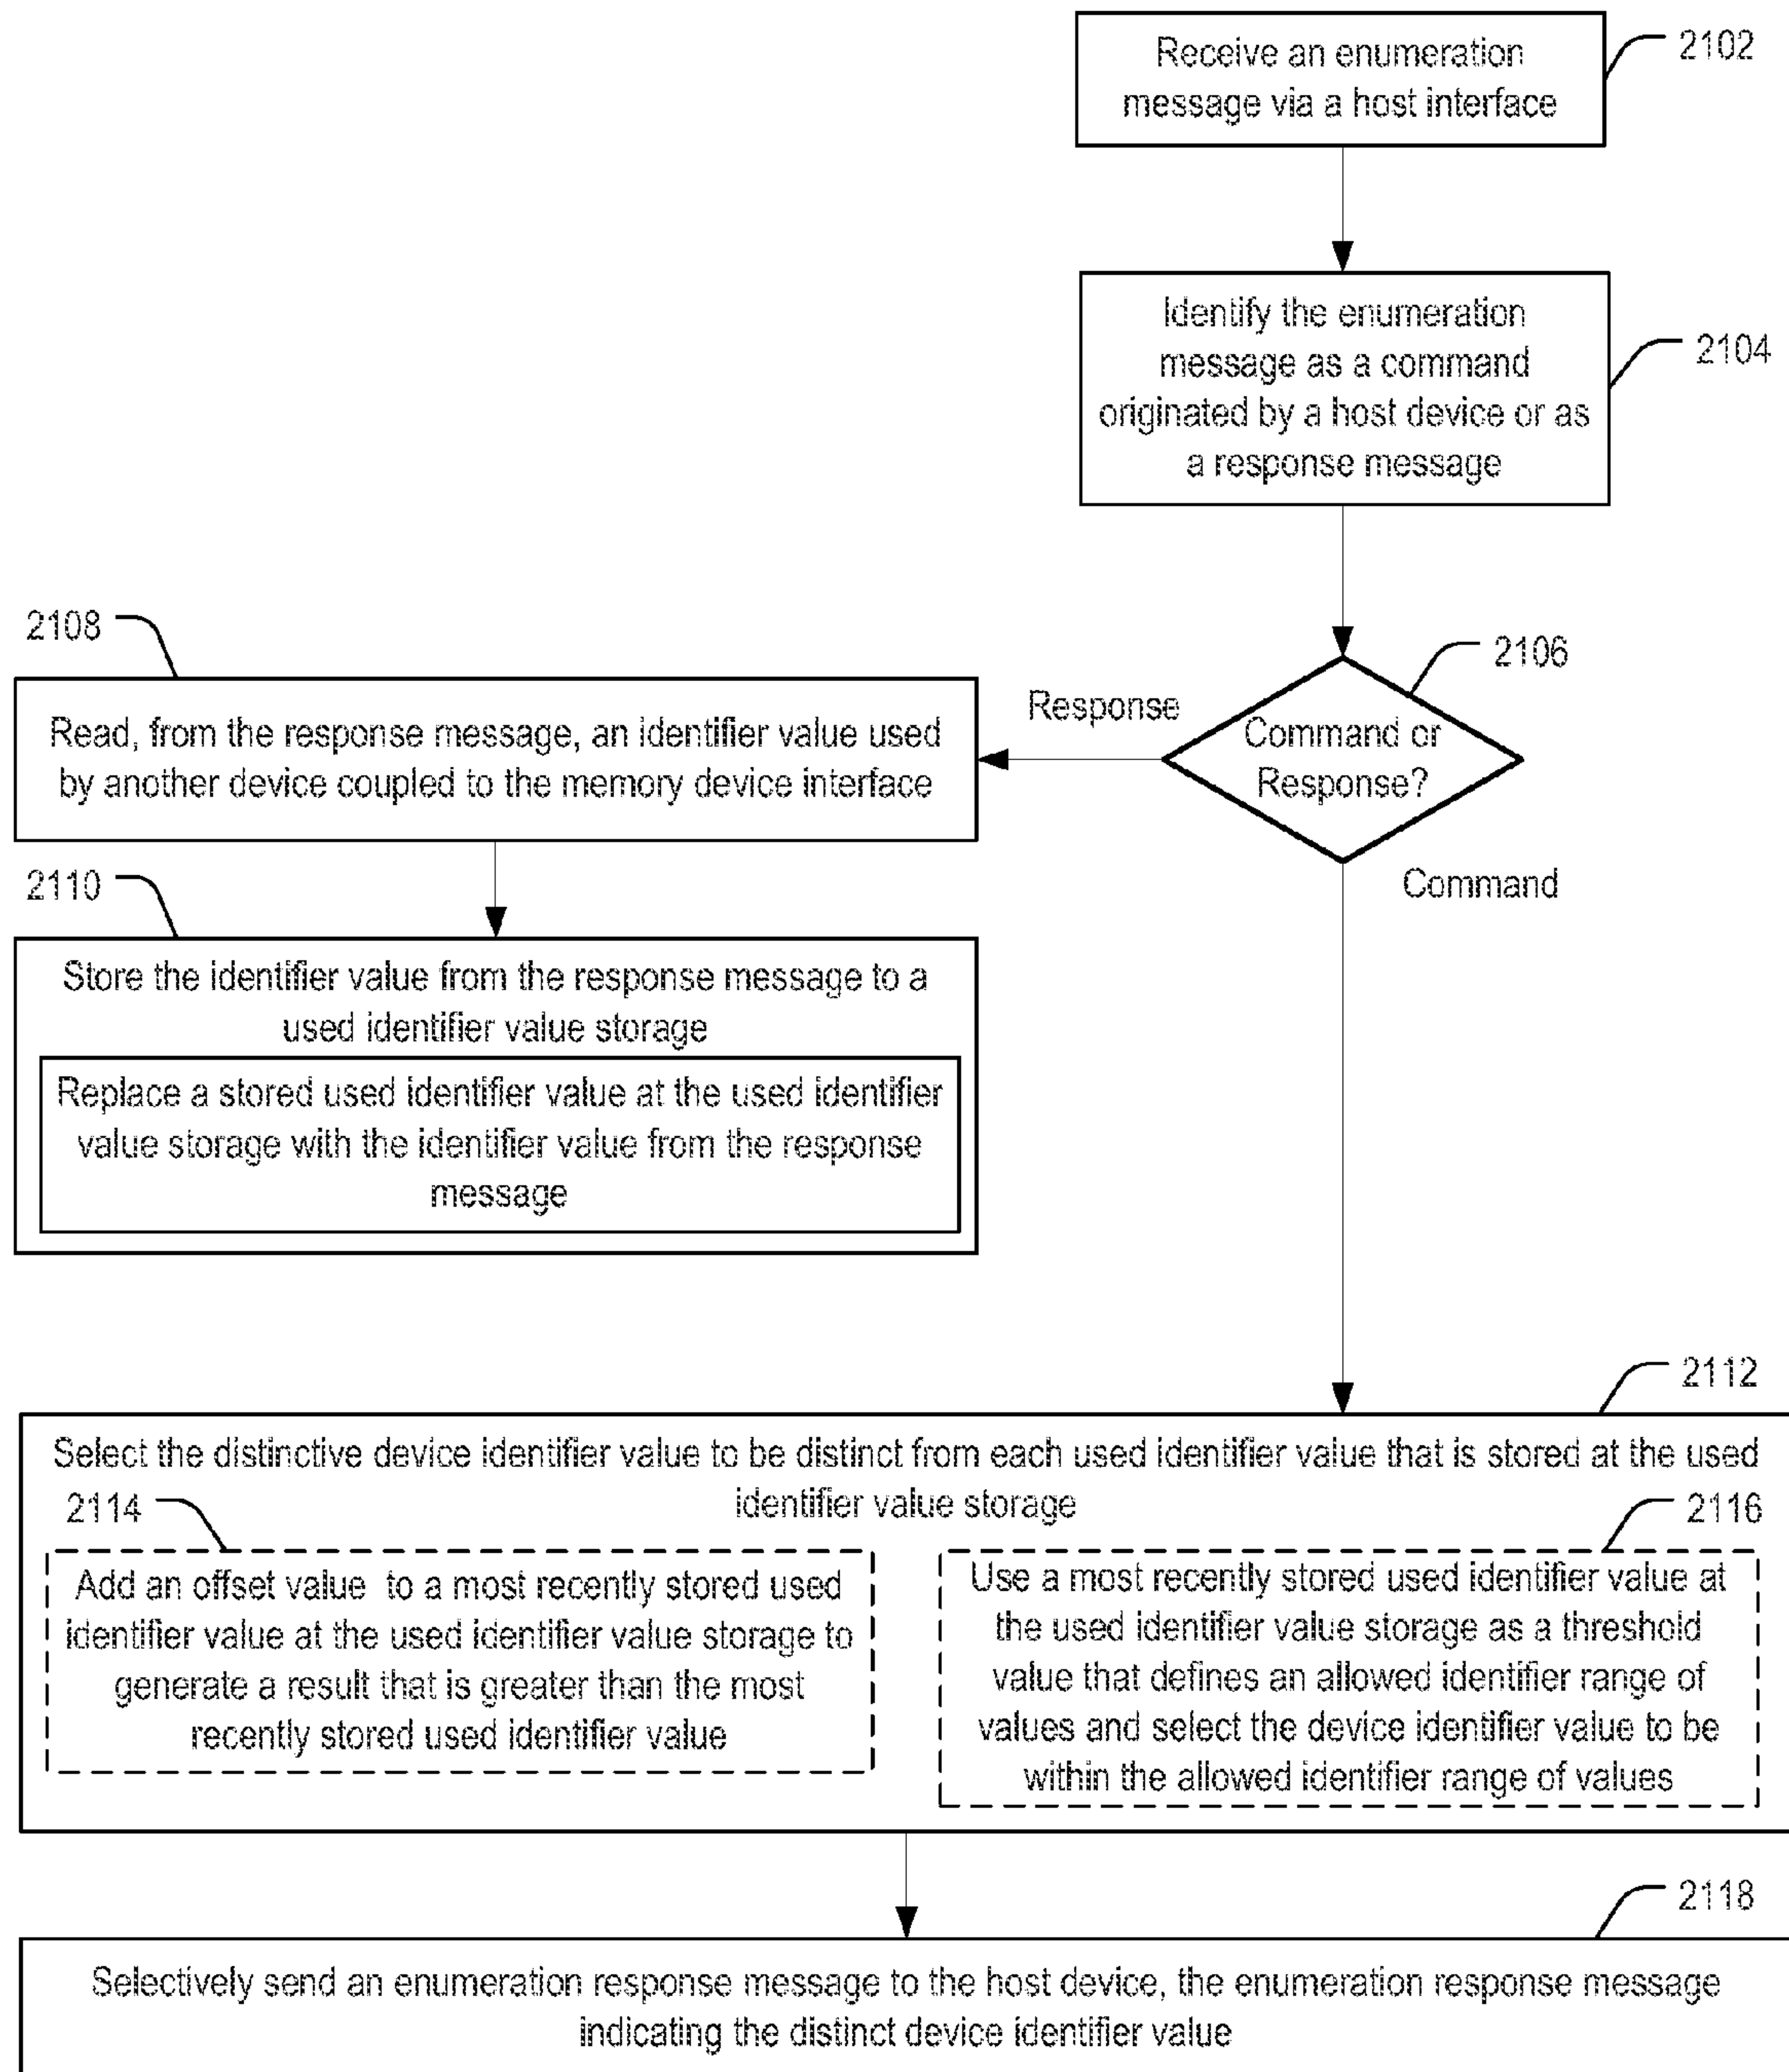 Receive an enumeration
message via a host interface
2102
Identify the enumeration
message as a command
originated by a host device or as
a response message
2104
2106
Command or
Response?
Response
Command
2108
Read, from the response message, an identifier value used
by another device coupled to the memory device interface
2110
Store the identifier value from the response message to a
used identifier value storage
Replace a stored used identifier value at the used identifier
value storage with the identifier value from the response
message
2112
Select the distinctive device identifier value to be distinct from each used identifier value that is stored at the used
identifier value storage
2114
Add an offset value to a most recently stored used
identifier value at the used identifier value storage to
generate a result that is greater than the most
recently stored used identifier value
2116
Use a most recently stored used identifier value at
the used identifier value storage as a threshold
value that defines an allowed identifier range of
values and select the device identifier value to be
within the allowed identifier range of values
2118
Selectively send an enumeration response message to the host device, the enumeration response message
indicating the distinct device identifier value